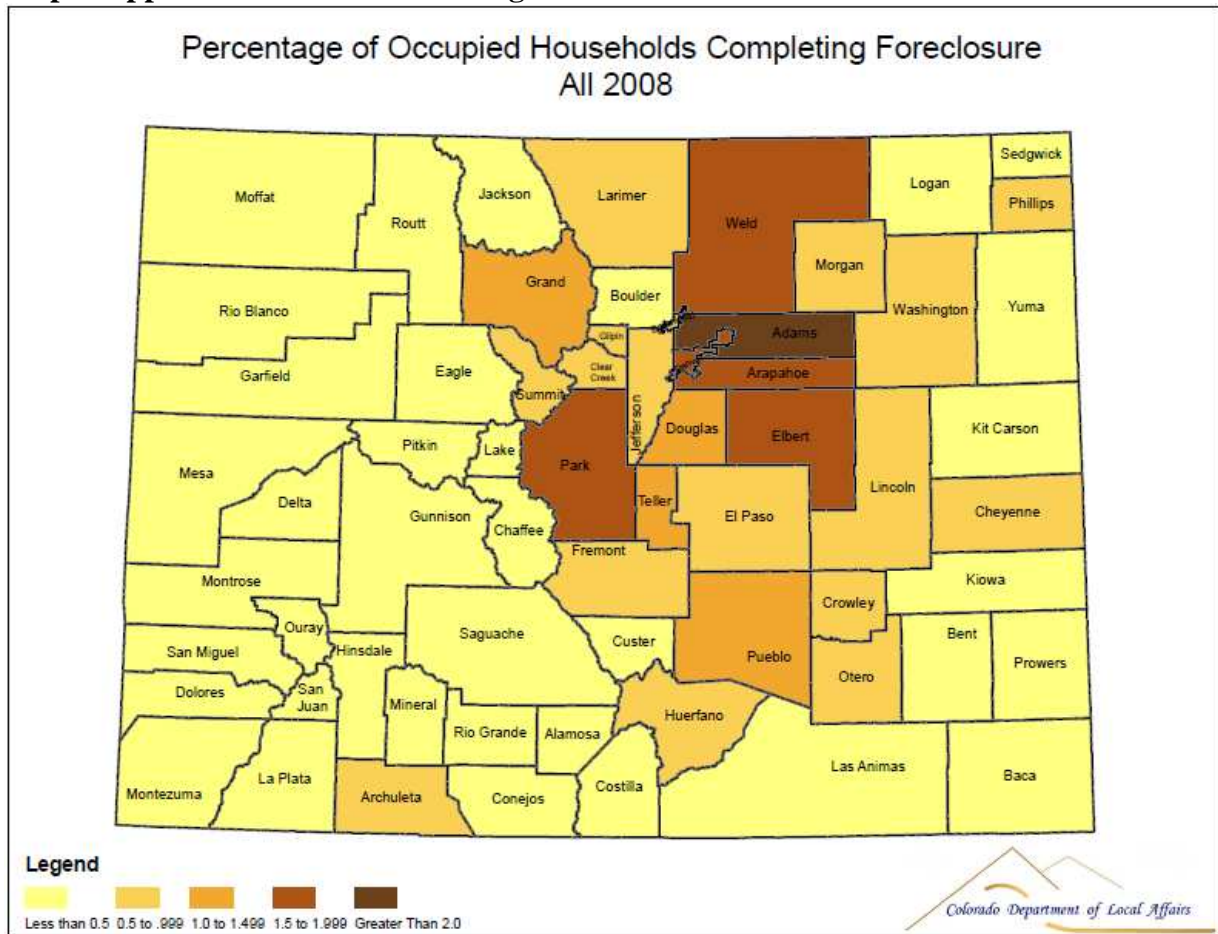 Percentage of Occupied Households Completing Foreclosure
All 2008
Sedgwick
Moffat
Jackson
Larimer
Logan
Phillips
Routt
Weld
Morgan
Grand
Boulder
Rio Blanco
Washington
Yuma
Gilpin
Adams
Garfield
Eagle
Clear
Creek
Arapahoe
Summit
Jefferson
Douglas
Elbert
Kit Carson
Pitkin
Lake
Mesa
Park
Lincoln
Delta
Teller
Gunnison
El Paso
Cheyenne
Chaffee
Fremont
Montrose
Kiowa
Crowley
Ouray
Saguache
Custer
Bent
San Miguel
Hinsdale
Pueblo
Prowers
Otero
Dolores
San
Juan
Mineral
Huerfano
Rio Grande
Alamosa
Las Animas
La Plata
Costilla
Baca
Montezuma
Archuleta
Conejos
Legend
Less than 0.5 0.5 to .999 1.0 to 1.499 1.5 to 1.999 Greater Than 2.0
Colorado Department of Local Affairs